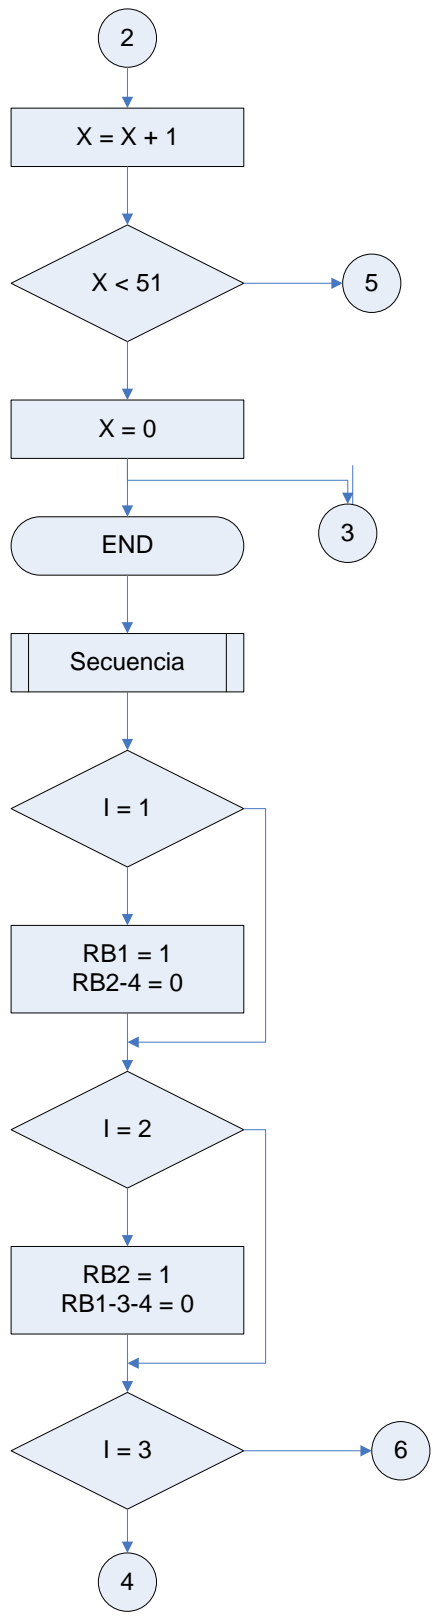 2
X = X + 1
X < 51
5
X = 0
3
END
Secuencia
I = 1
RB1 = 1
RB2-4 = 0
I = 2
RB2 = 1
RB1-3-4 = 0
I = 3
6
4